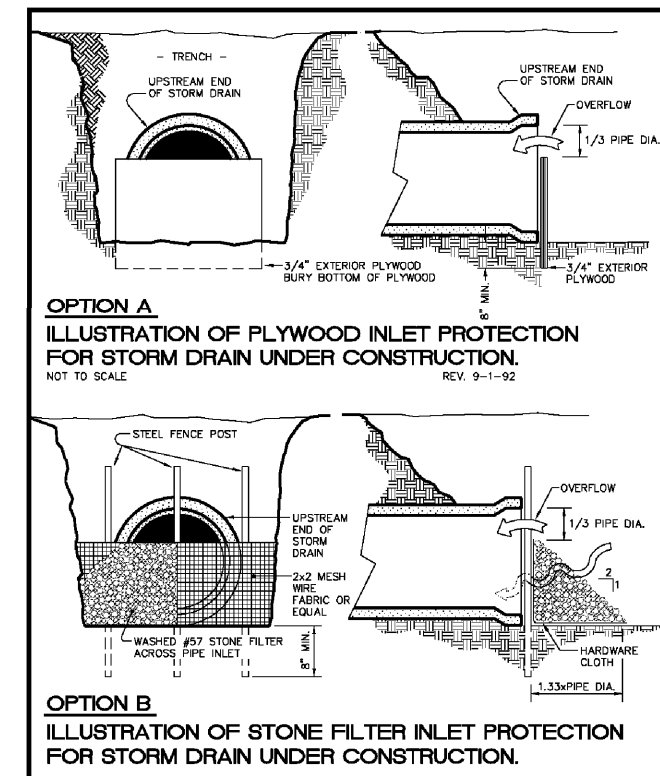 - TRENCH -
UPSTREAM END
OF STORM DRAIN
UPSTREAM END
OF STORM DRAIN
OVERFLOW
1/3 PIPE DIA.
3/4" EXTERIOR PLYWOOD
BURY BOTTOM OF PLYWOOD
3/4" EXTERIOR
PLYWOOD
8" MIN.
OPTION A
ILLUSTRATION OF PLYWOOD INLET PROTECTION
FOR STORM DRAIN UNDER CONSTRUCTION.
NOT TO SCALE
REV. 9-1-92
STEEL FENCE POST
UPSTREAM
END OF
STORM
DRAIN
2x2 MESH
WIRE
FABRIC OR
EQUAL
WASHED #57 STONE FILTER
ACROSS PIPE INLET
8" MIN.
OVERFLOW
1/3 PIPE DIA.
2
1
HARDWARE
CLOTH
1.33xPIPE DIA.
OPTION B
ILLUSTRATION OF STONE FILTER INLET PROTECTION
FOR STORM DRAIN UNDER CONSTRUCTION.